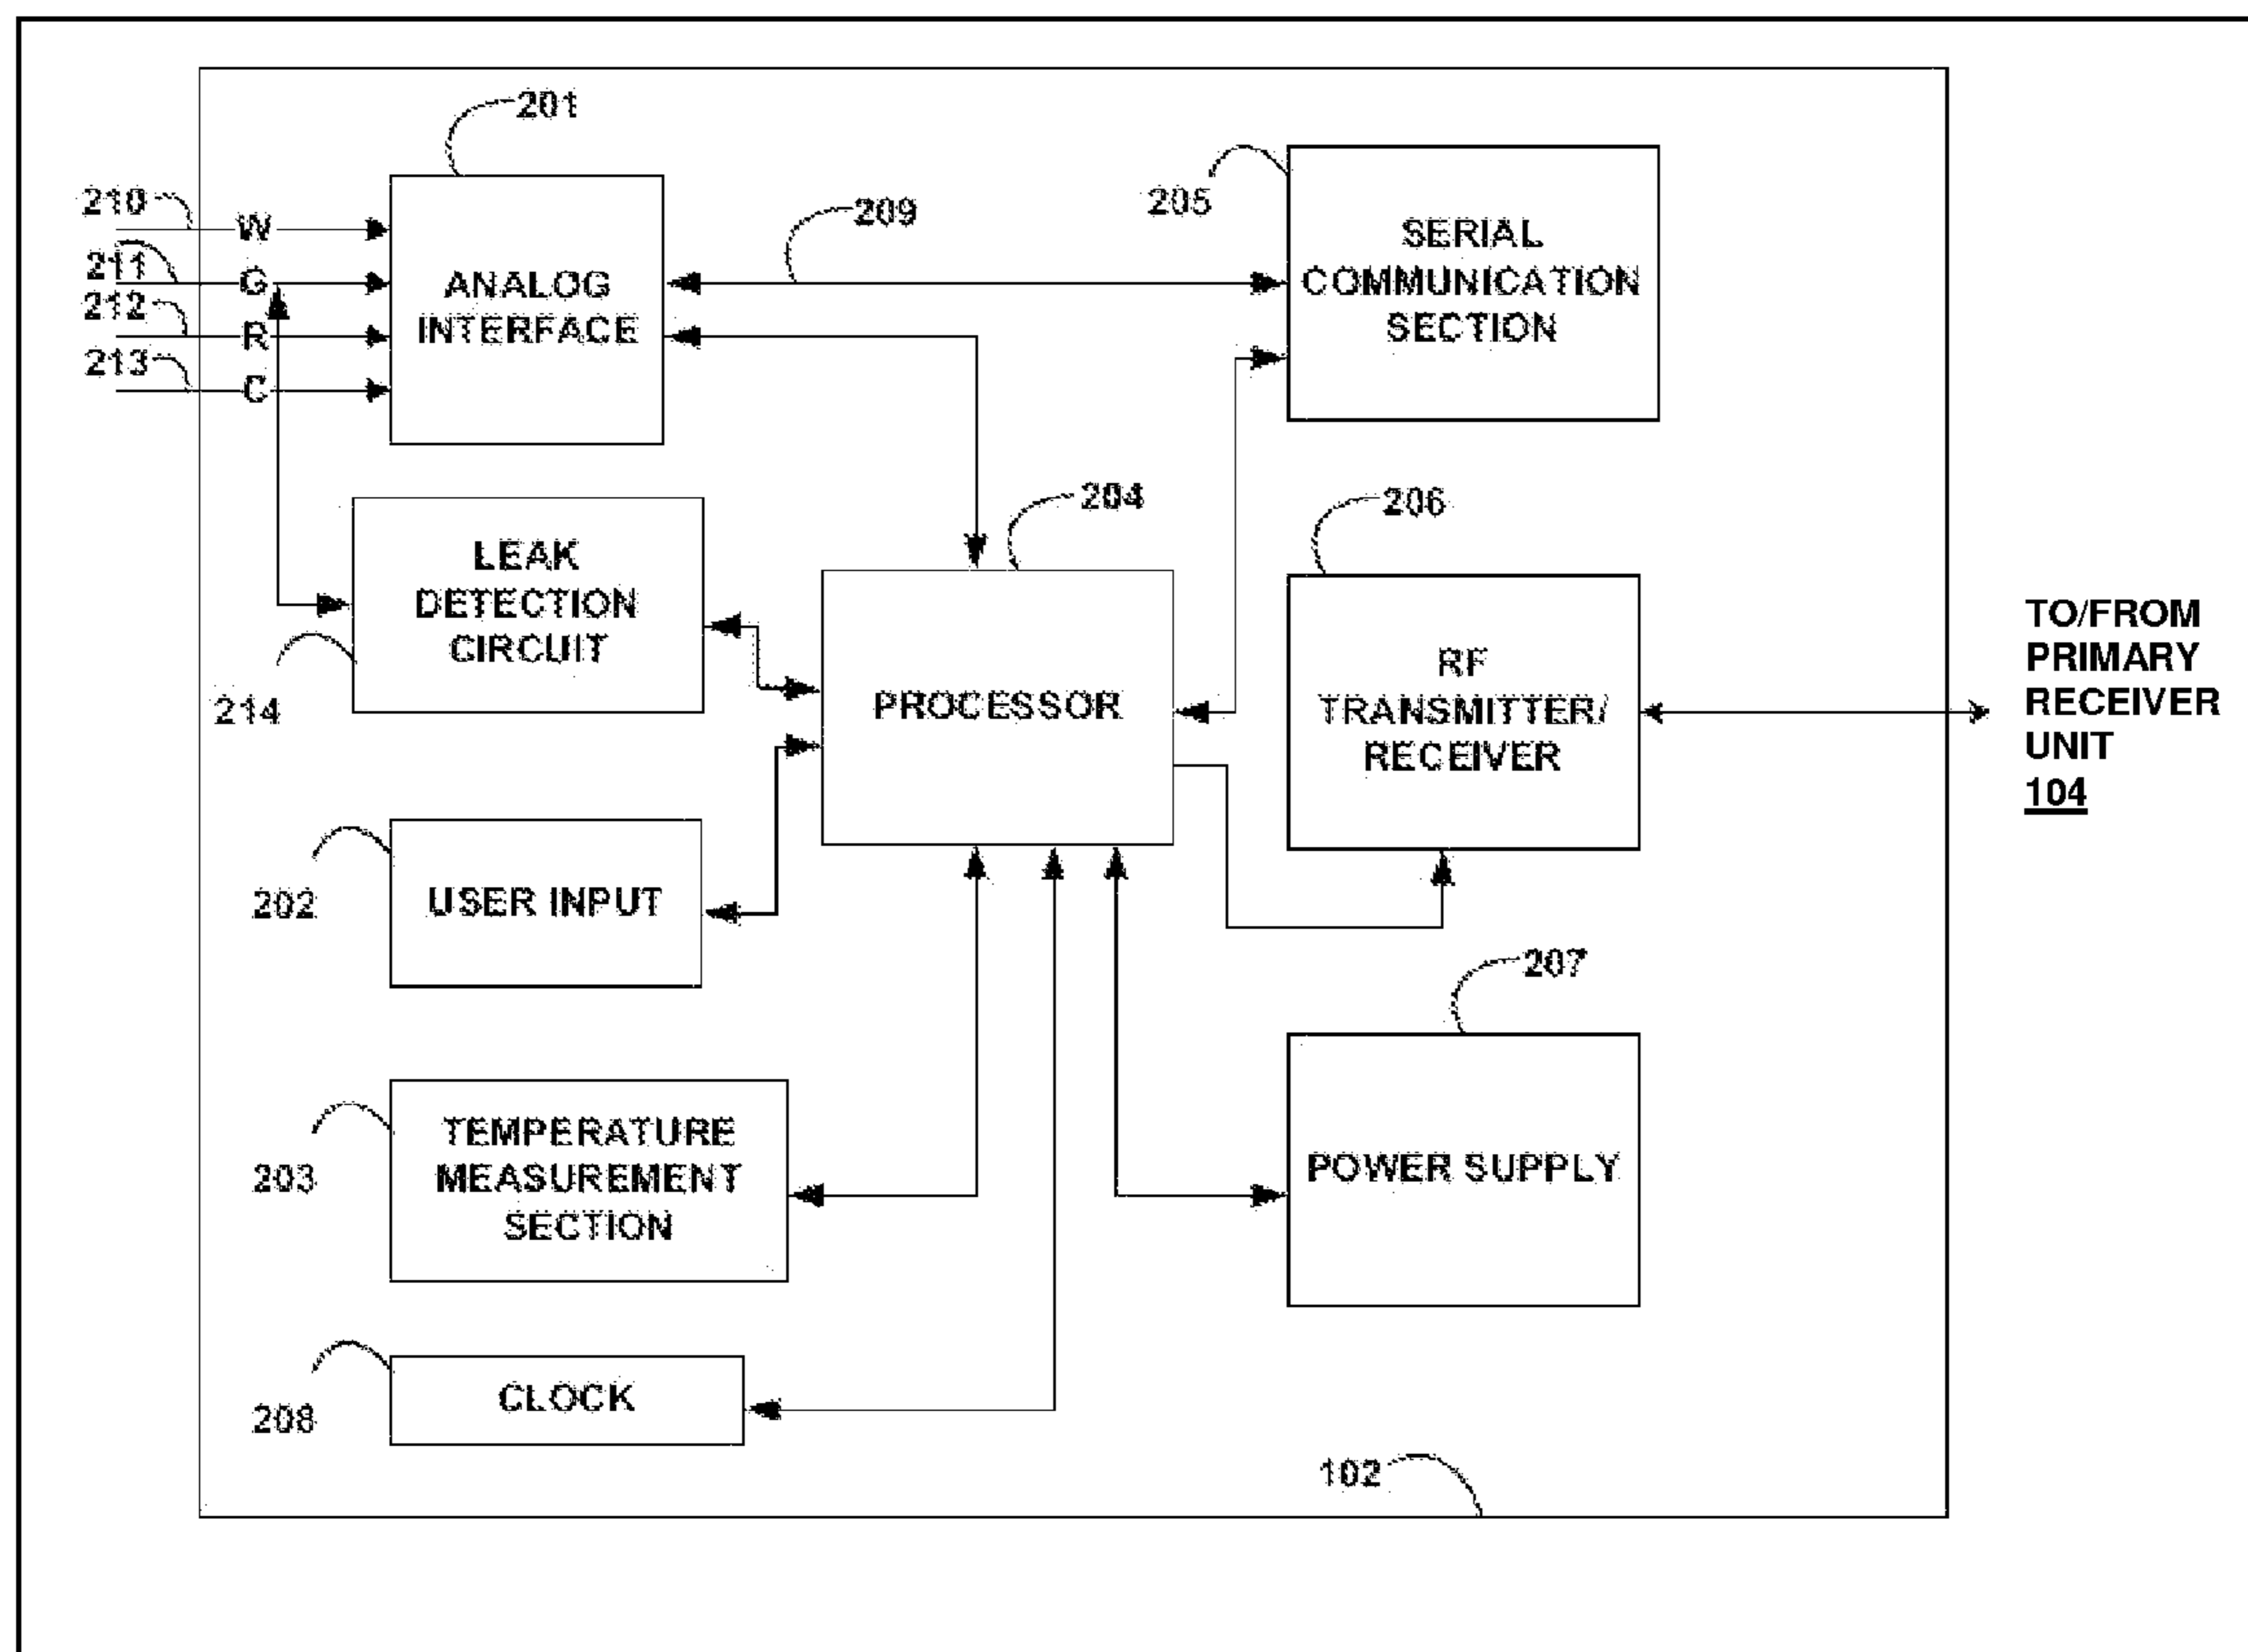 201
210
W
211
G
212
R
213
C
ANALOG
INTERFACE
209
205
SERIAL
COMMUNICATION
SECTION
LEAK
DETECTION
CIRCUIT
214
204
PROCESSOR
206
RF
TRANSMITTER/
RECEIVER
TO/FROM
PRIMARY
RECEIVER
UNIT
104
202
USER INPUT
207
POWER SUPPLY
203
TEMPERATURE
MEASUREMENT
SECTION
208
CLOCK
102